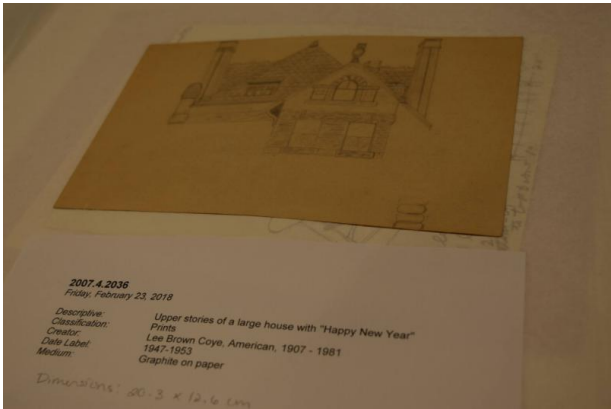 2007.4.2036
Friday, February 23, 2018
Descriptive: Upper stories of a large house with "Happy New Year"
Classification: Prints
Creator: Lee Brown Coye, American, 1907 - 1981
Date Label: 1947-1953
Medium: Graphite on paper
Dimensions: 20.3 x 12.6 cm